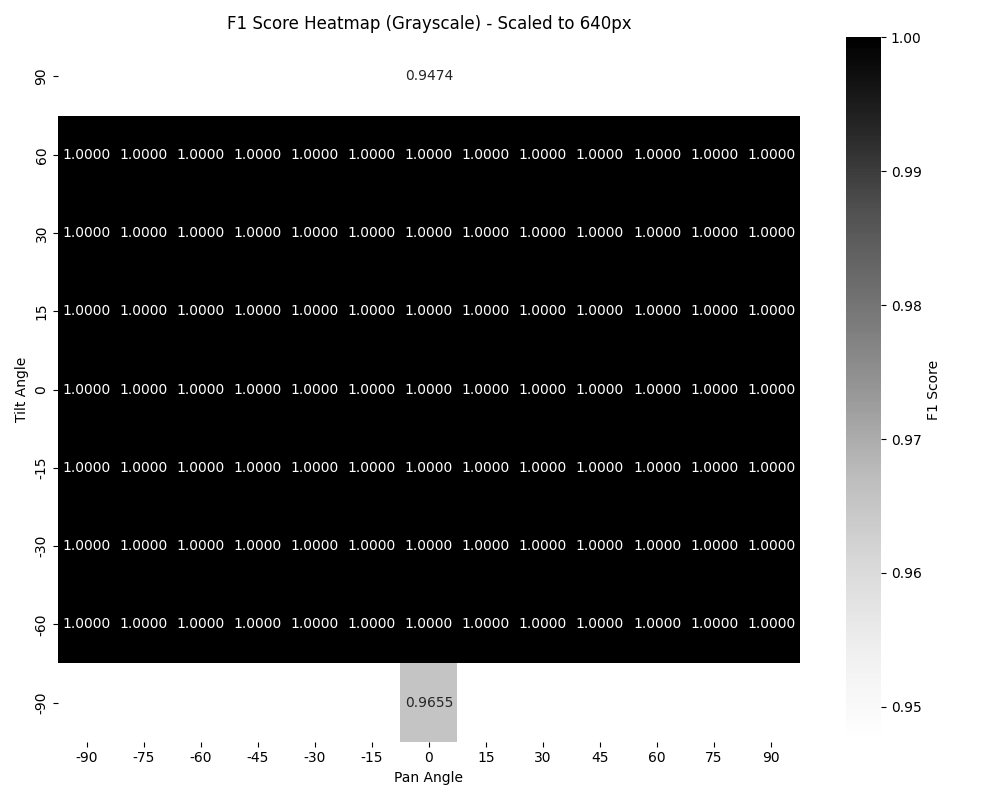 F1 Score Heatmap (Grayscale) - Scaled to 640px
90 0.9474
60 1.0000 1.0000 1.0000 1.0000 1.0000 1.0000 1.0000 1.0000 1.0000 1.0000 1.0000 1.0000 1.0000
30 1.0000 1.0000 1.0000 1.0000 1.0000 1.0000 1.0000 1.0000 1.0000 1.0000 1.0000 1.0000 1.0000
15 1.0000 1.0000 1.0000 1.0000 1.0000 1.0000 1.0000 1.0000 1.0000 1.0000 1.0000 1.0000 1.0000
0 1.0000 1.0000 1.0000 1.0000 1.0000 1.0000 1.0000 1.0000 1.0000 1.0000 1.0000 1.0000 1.0000
-15 1.0000 1.0000 1.0000 1.0000 1.0000 1.0000 1.0000 1.0000 1.0000 1.0000 1.0000 1.0000 1.0000
-30 1.0000 1.0000 1.0000 1.0000 1.0000 1.0000 1.0000 1.0000 1.0000 1.0000 1.0000 1.0000 1.0000
-60 1.0000 1.0000 1.0000 1.0000 1.0000 1.0000 1.0000 1.0000 1.0000 1.0000 1.0000 1.0000 1.0000
-90 0.9655
-90 -75 -60 -45 -30 -15 0 15 30 45 60 75 90
Pan Angle
Tilt Angle
1.00
0.99
0.98
0.97
0.96
0.95
F1 Score